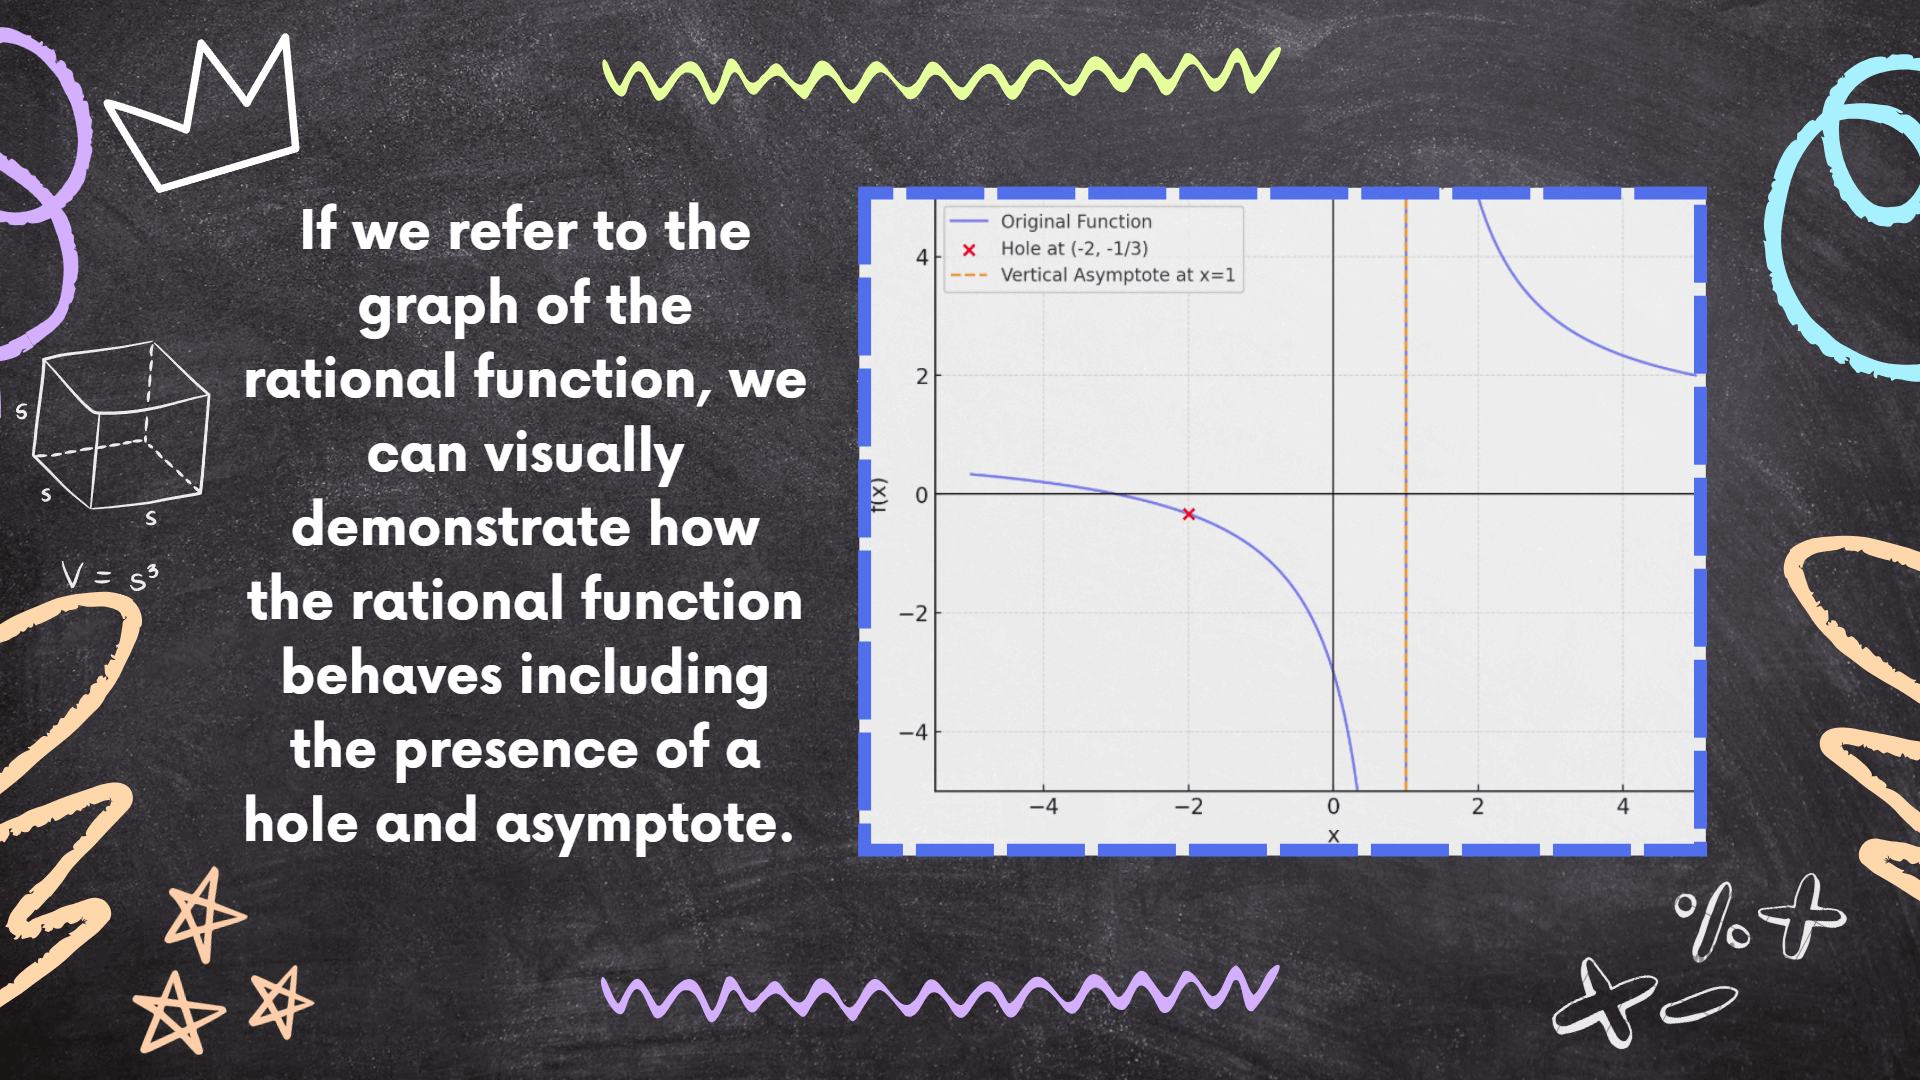 If we refer to the
graph of the
rational function, we
can visually
demonstrate how
the rational function
behaves including
the presence of a
hole and asymptote.
Original Function
Hole at (-2, -1/3)
Vertical Asymptote at x=1
4
2
0
−2
−4
f(x)
−4 −2 0 2 4
x
s
s
s
V = s³
% +
× −